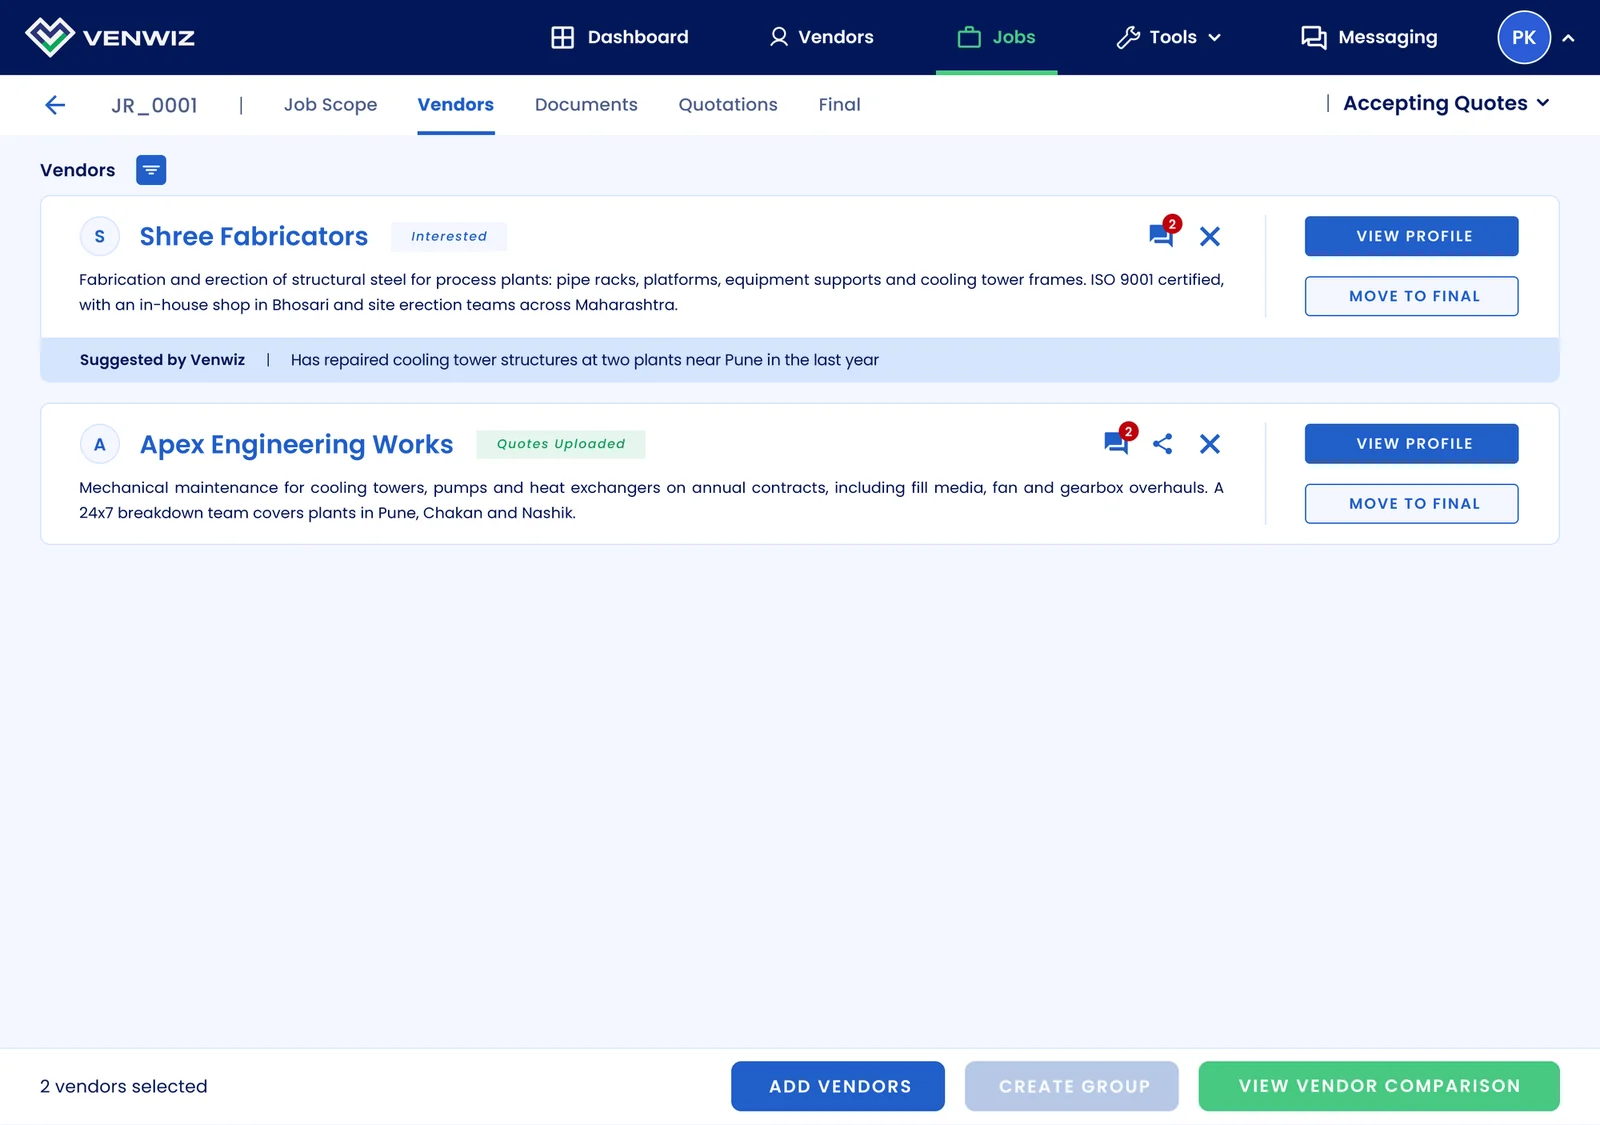 VENWIZ
Dashboard
Vendors
Jobs
Tools
Messaging
PK
JR_0001 | Job Scope Vendors Documents Quotations Final
| Accepting Quotes
Vendors
S Shree Fabricators Interested
2
VIEW PROFILE
Fabrication and erection of structural steel for process plants: pipe racks, platforms, equipment supports and cooling tower frames. ISO 9001 certified,
with an in-house shop in Bhosari and site erection teams across Maharashtra.
MOVE TO FINAL
Suggested by Venwiz | Has repaired cooling tower structures at two plants near Pune in the last year
A Apex Engineering Works Quotes Uploaded
2
VIEW PROFILE
Mechanical maintenance for cooling towers, pumps and heat exchangers on annual contracts, including fill media, fan and gearbox overhauls. A
24x7 breakdown team covers plants in Pune, Chakan and Nashik.
MOVE TO FINAL
2 vendors selected
ADD VENDORS
CREATE GROUP
VIEW VENDOR COMPARISON